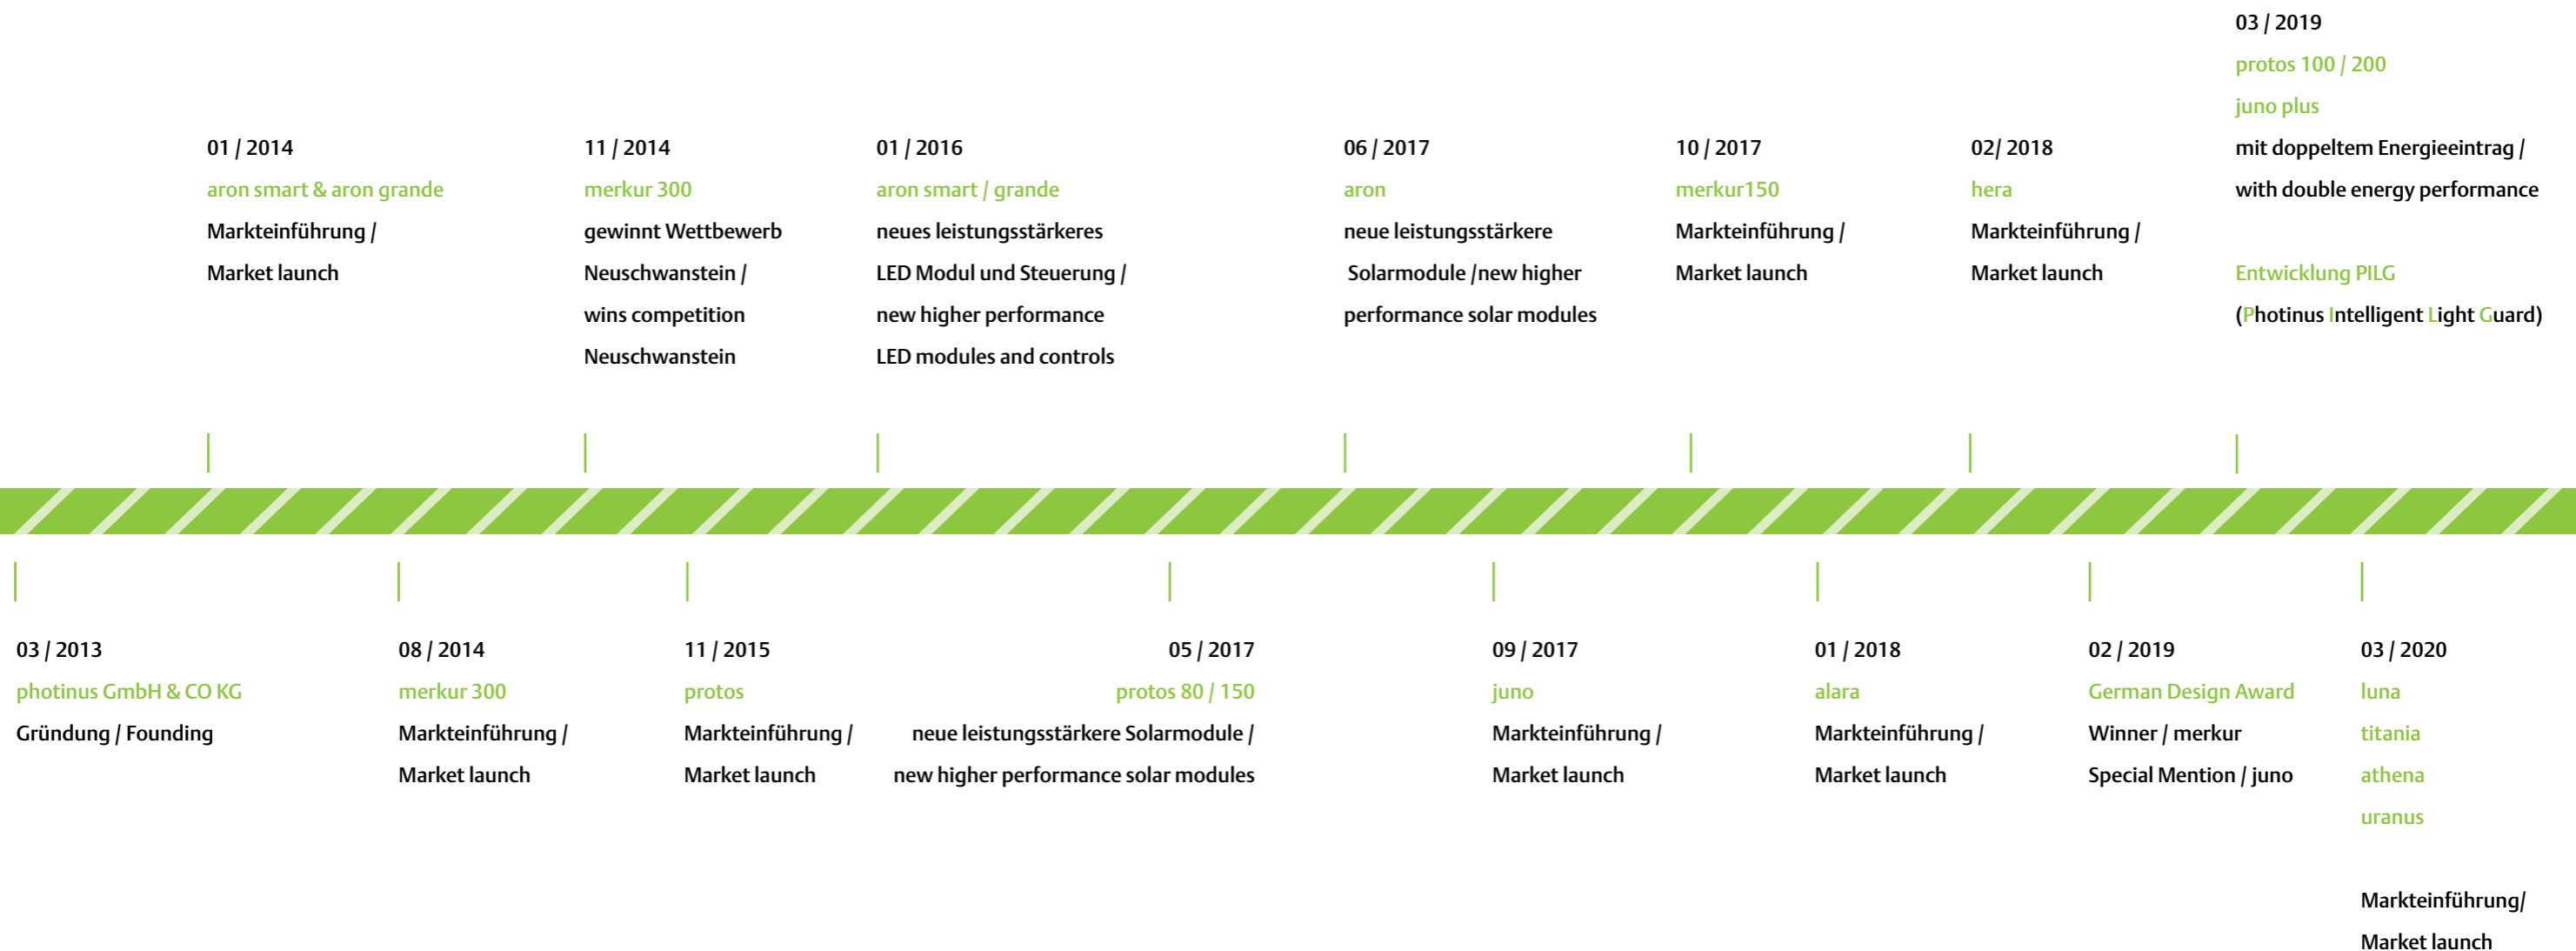 03 / 2019
protos 100 / 200
juno plus
mit doppeltem Energieeintrag /
with double energy performance
Entwicklung PILG
(Photinus Intelligent Light Guard)
01 / 2014
aron smart & aron grande
Markteinführung /
Market launch
11 / 2014
merkur 300
gewinnt Wettbewerb
Neuschwanstein /
wins competition
Neuschwanstein
01 / 2016
aron smart / grande
neues leistungsstärkeres
LED Modul und Steuerung /
new higher performance
LED modules and controls
06 / 2017
aron
neue leistungsstärkere
Solarmodule /new higher
performance solar modules
10 / 2017
merkur150
Markteinführung /
Market launch
02/ 2018
hera
Markteinführung /
Market launch
03 / 2013
photinus GmbH & CO KG
Gründung / Founding
08 / 2014
merkur 300
Markteinführung /
Market launch
11 / 2015
protos
Markteinführung /
Market launch
05 / 2017
protos 80 / 150
neue leistungsstärkere Solarmodule /
new higher performance solar modules
09 / 2017
juno
Markteinführung /
Market launch
01 / 2018
alara
Markteinführung /
Market launch
02 / 2019
German Design Award
Winner / merkur
Special Mention / juno
03 / 2020
luna
titania
athena
uranus
Markteinführung/
Market launch